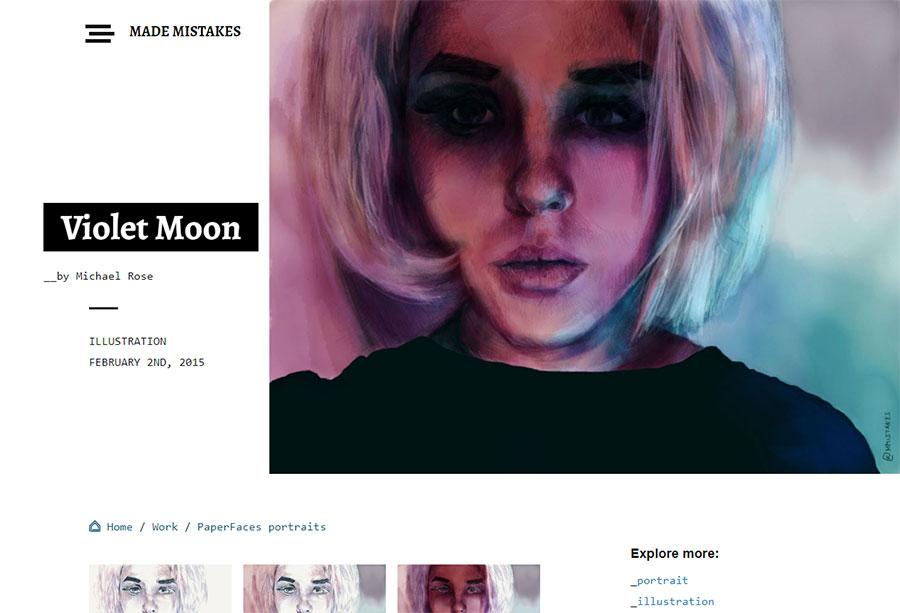 MADE MISTAKES
Violet Moon
__by Michael Rose
ILLUSTRATION
FEBRUARY 2ND, 2015
@MMISTAKES
Home / Work / PaperFaces portraits
Explore more:
_portrait
_illustration